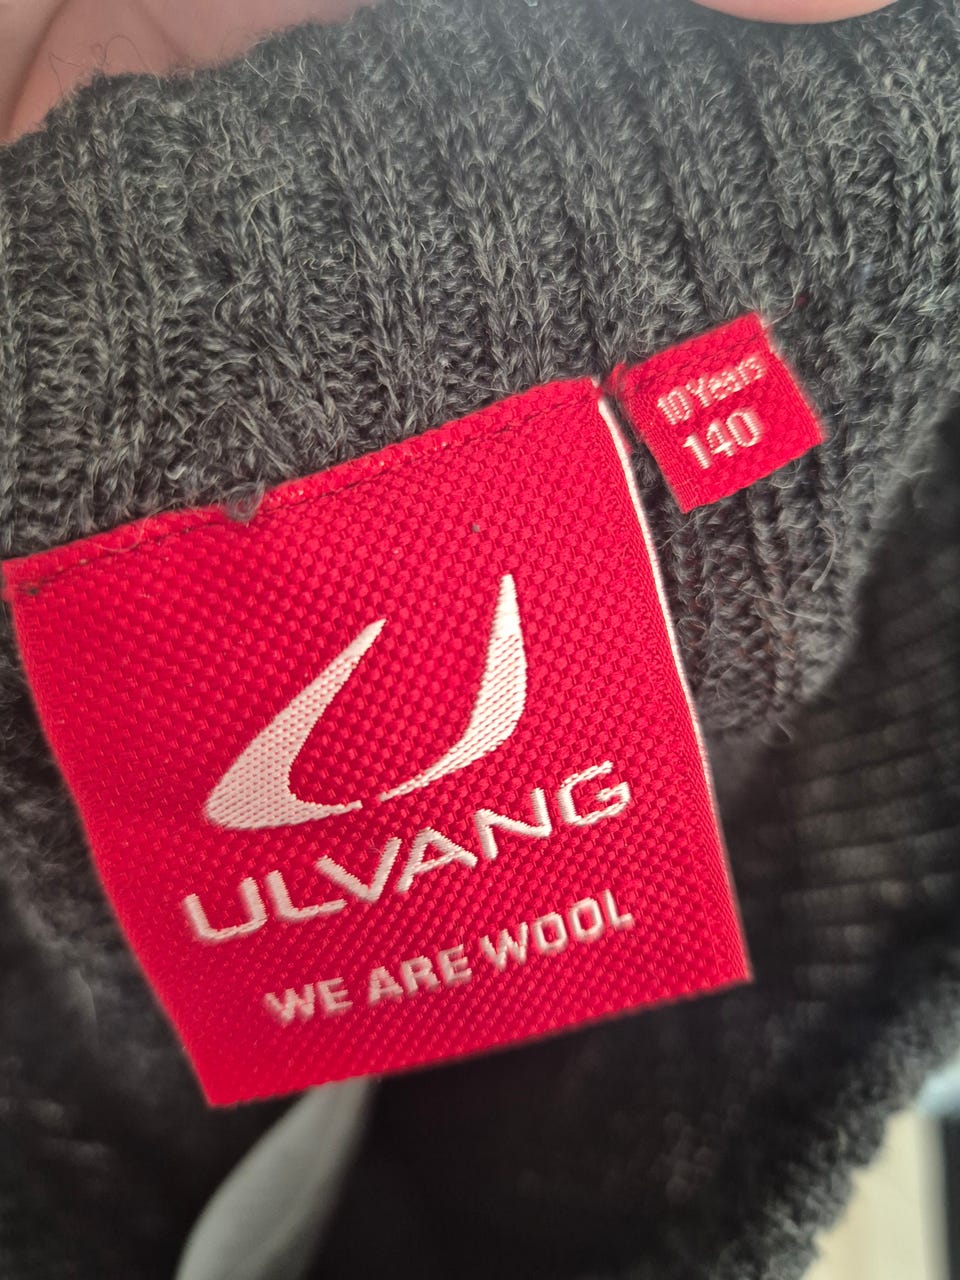 10 Years
140
ULVANG
WE ARE WOOL